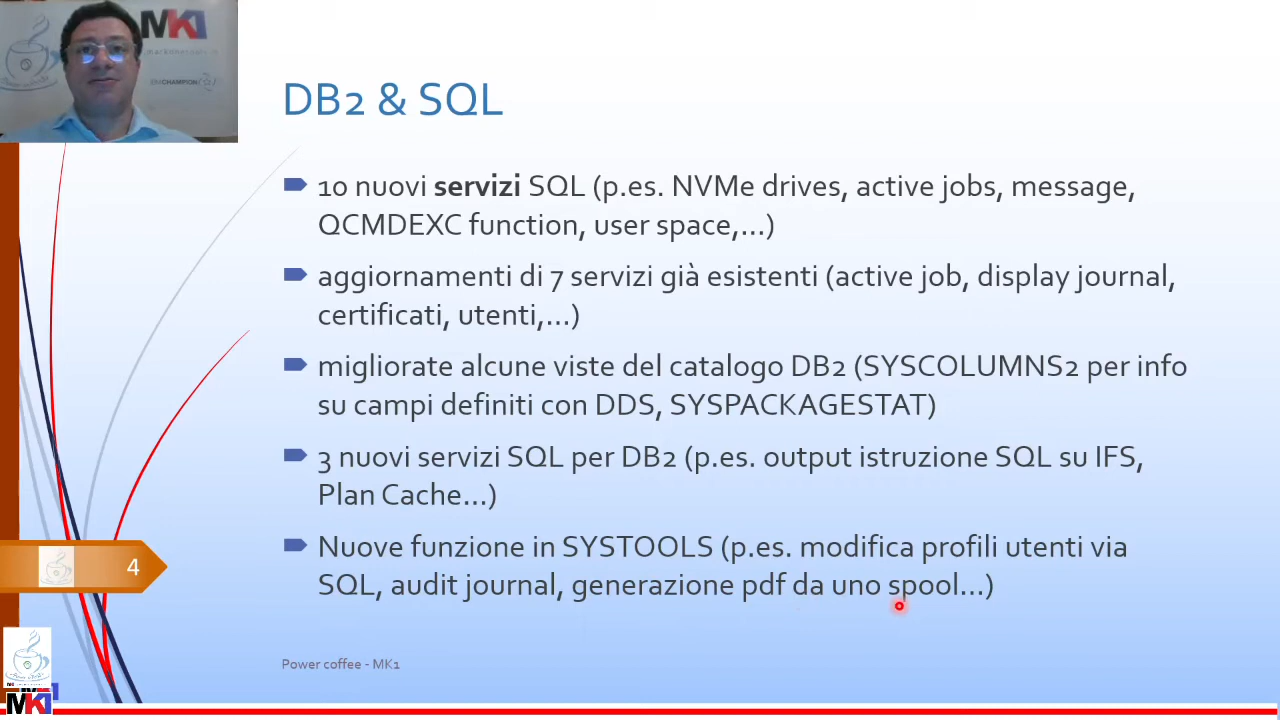 MK1
DB2 & SQL
10 nuovi servizi SQL (p.es. NVMe drives, active jobs, message,
QCMDEXC function, user space,...)
aggiornamenti di 7 servizi già esistenti (active job, display journal,
certificati, utenti,...)
migliorate alcune viste del catalogo DB2 (SYSCOLUMNS2 per info
su campi definiti con DDS, SYSPACKAGESTAT)
3 nuovi servizi SQL per DB2 (p.es. output istruzione SQL su IFS,
Plan Cache...)
Nuove funzione in SYSTOOLS (p.es. modifica profili utenti via
SQL, audit journal, generazione pdf da uno spool...)
4
Power coffee - MK1
MK1